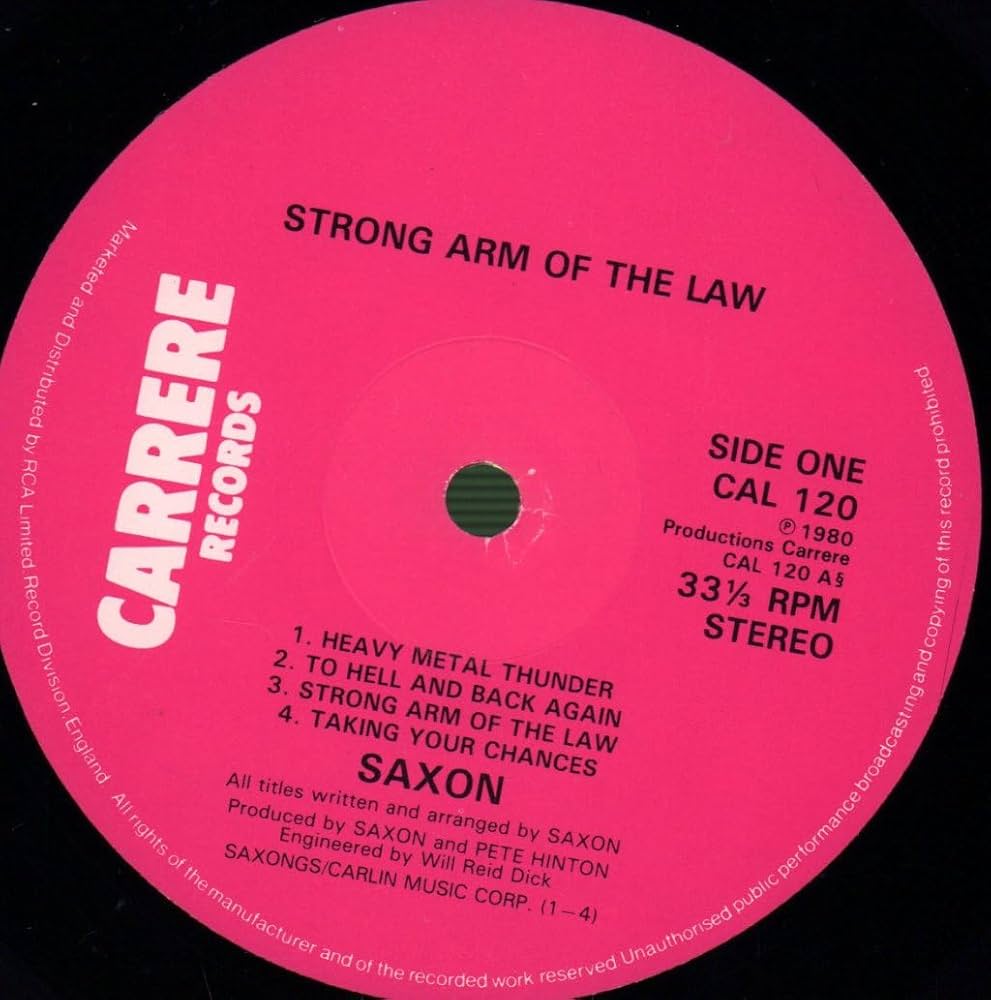 STRONG ARM OF THE LAW
CARRERE
RECORDS
SIDE ONE
CAL 120
℗ 1980
Productions Carrere
CAL 120 A§
33⅓ RPM
STEREO
1. HEAVY METAL THUNDER
2. TO HELL AND BACK AGAIN
3. STRONG ARM OF THE LAW
4. TAKING YOUR CHANCES
SAXON
All titles written and arranged by SAXON
Produced by SAXON and PETE HINTON
Engineered by Will Reid Dick
SAXONGS/CARLIN MUSIC CORP. (1–4)
Marketed and Distributed by RCA Limited. Record Division. England All rights of the manufacturer and of the recorded work reserved Unauthorised public performance broadcasting and copying of this record prohibited.